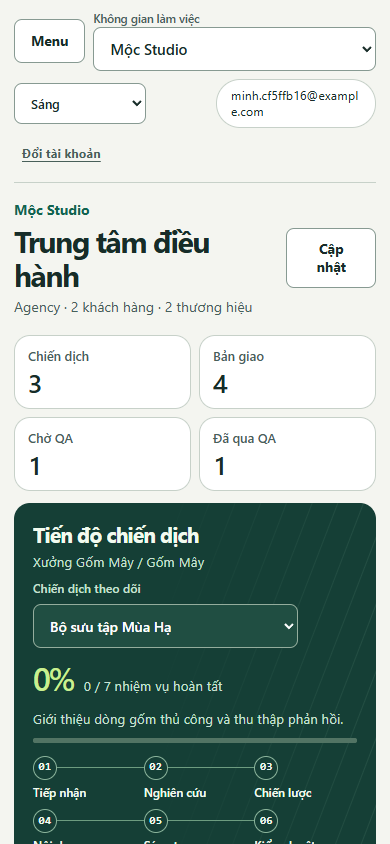 Menu
Không gian làm việc
Mộc Studio
Sáng
minh.cf5ffb16@exampl
e.com
Đổi tài khoản
Mộc Studio
Trung tâm điều
hành
Cập
nhật
Agency · 2 khách hàng · 2 thương hiệu
Chiến dịch
3
Bàn giao
4
Chờ QA
1
Đã qua QA
1
Tiến độ chiến dịch
Xưởng Gốm Mây / Gốm Mây
Chiến dịch theo dõi
Bộ sưu tập Mùa Hạ
0% 0 / 7 nhiệm vụ hoàn tất
Giới thiệu dòng gốm thủ công và thu thập phản hồi.
01 02 03
Tiếp nhận Nghiên cứu Chiến lược
04 05 06